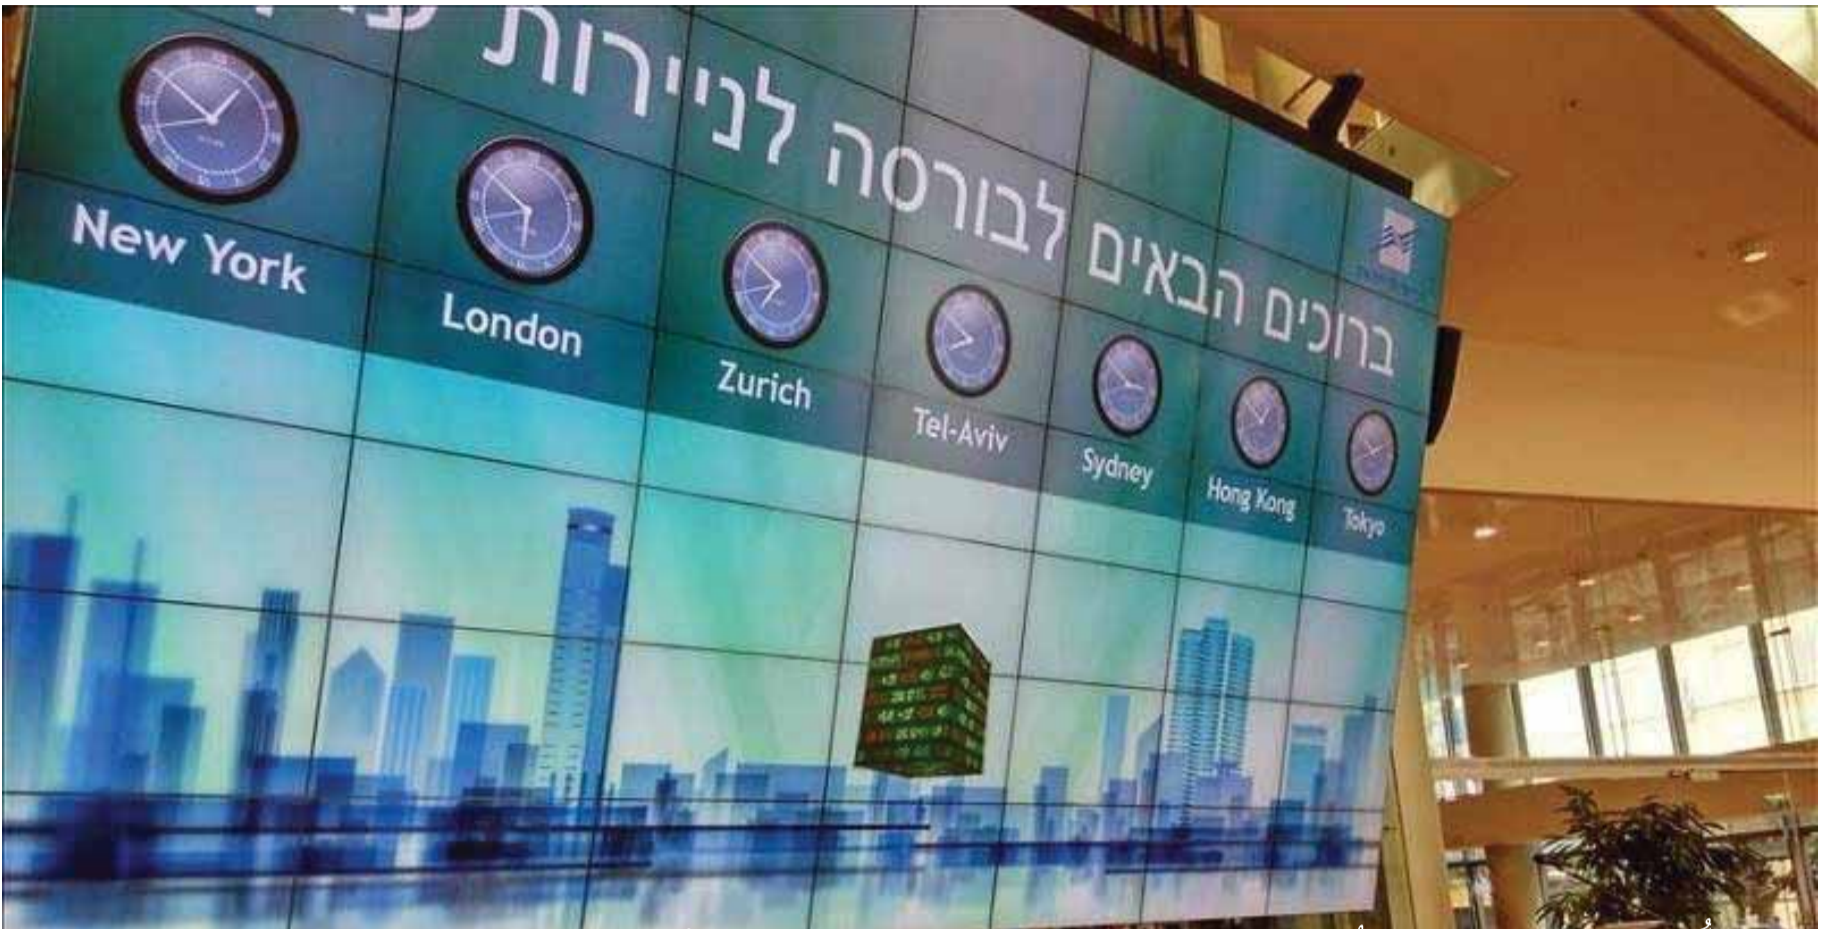 ברוכים הבאים לבורסה לניירות
New York
London
Zurich
Tel-Aviv
Sydney
Hong Kong
Tokyo